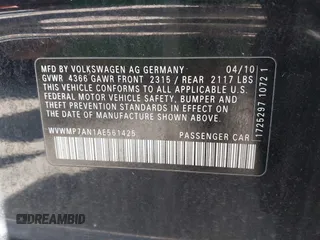 MFD BY VOLKSWAGEN AG GERMANY 04/10
GVWR 4366 GAWR FRONT 2315 / REAR 2117 LBS
THIS VEHICLE CONFORMS TO ALL APPLICABLE
FEDERAL MOTOR VEHICLE SAFETY, BUMPER AND
THEFT PREVENTION STANDARDS IN EFFECT ON
THE DATE OF MANUFACTURE SHOWN ABOVE.
WVWMP7AN1AE561425 PASSENGER CAR
1725297 1072 1
DREAMBID